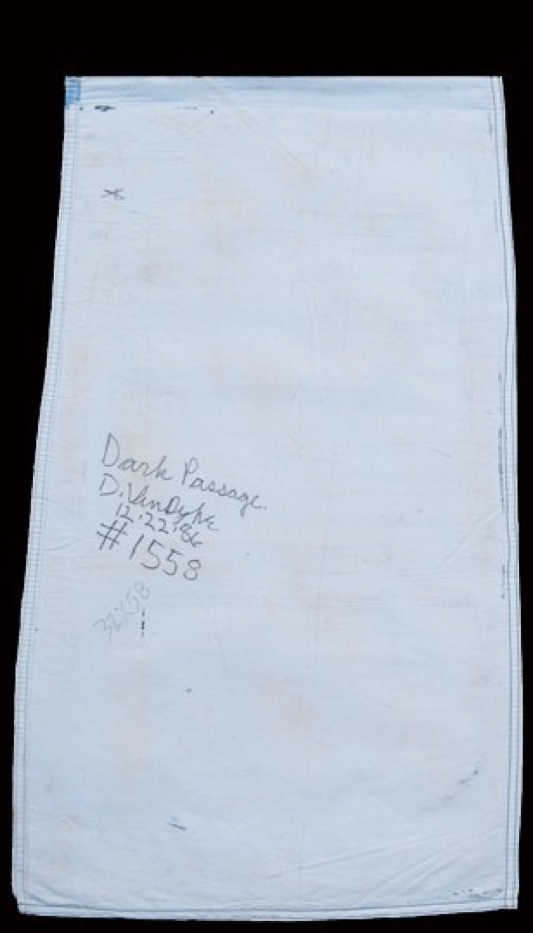 Dark Passage.
D. VanDyke
12.22.86
#1558
32x58